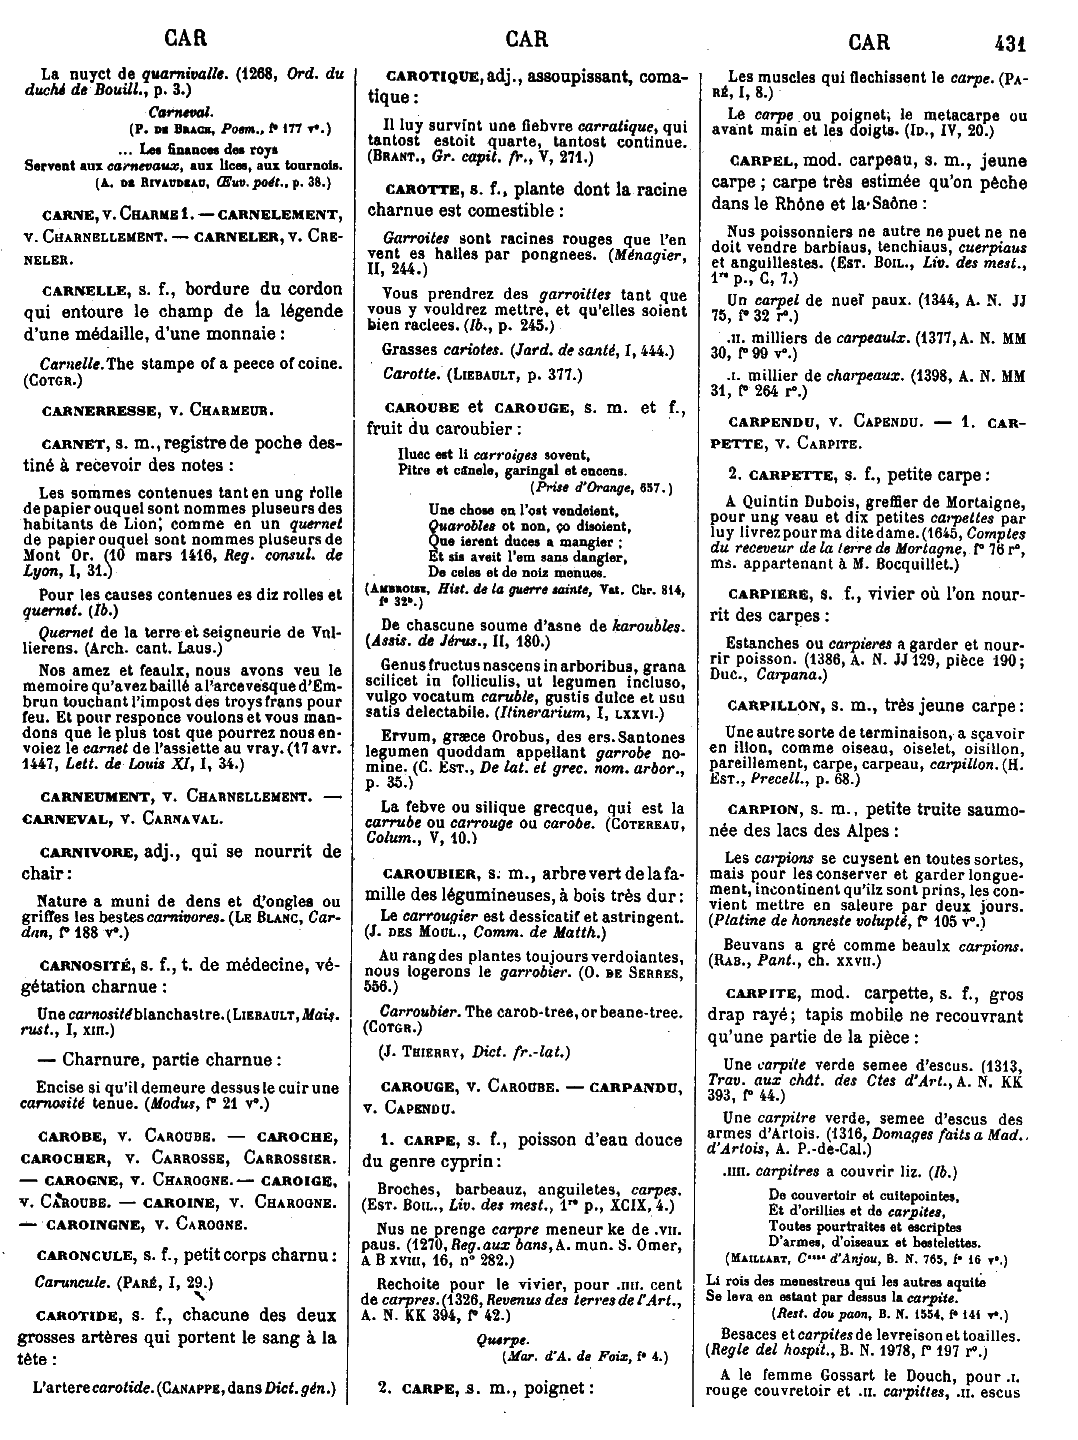 CAR
CAR
CAR
431
La nuyct de quarnivalle. (1268, Ord. du
duché de Bouill., p. 3.)
Carneval.
(P. DE BRACH, Poem., f° 177 v°.)
... Les finances des roys
Servent aux carnevaux, aux lices, aux tournois.
(A. DE RIVAUDEAU, Œuv. poét., p. 38.)
CARNE, V. CHARME 1. — CARNELEMENT,
V. CHARNELLEMENT. — CARNELER, V. CRE-
NELER.
CARNELLE, s. f., bordure du cordon
qui entoure le champ de la légende
d'une médaille, d'une monnaie :
Carnelle. The stampe of a peece of coine.
(COTGR.)
CARNERRESSE, V. CHARMEUR.
CARNET, s. m., registre de poche des-
tiné à recevoir des notes :
Les sommes contenues tant en ung rolle
de papier ouquel sont nommes pluseurs des
habitants de Lion, comme en un quernet
de papier ouquel sont nommes pluseurs de
Mont Or. (10 mars 1416, Reg. consul. de
Lyon, I, 31.)
Pour les causes contenues es diz rolles et
quernet. (Ib.)
Quernet de la terre et seigneurie de Vnl-
lierens. (Arch. cant. Laus.)
Nos amez et feaulx, nous avons veu le
memoire qu'avez baillé a l'arcevesque d'Em-
brun touchant l'impost des troys frans pour
feu. Et pour responce voulons et vous man-
dons que le plus tost que pourrez nous en-
voiez le carnet de l'assiette au vray. (17 avr.
1447, Lett. de Louis XI, I, 34.)
CARNEUMENT, V. CHARNELLEMENT. —
CARNEVAL, V. CARNAVAL.
CARNIVORE, adj., qui se nourrit de
chair :
Nature a muni de dens et d'ongles ou
griffes les bestes carnivores. (LE BLANC, Car-
dan, f° 188 v°.)
CARNOSITÉ, s. f., t. de médecine, vé-
gétation charnue :
Une carnosité blanchastre. (LIEBAULT, Mais.
rust., I, XIII.)
— Charnure, partie charnue :
Encise si qu'il demeure dessus le cuir une
carnosité tenue. (Modus, f° 21 v°.)
CAROBE, V. CAROUBE. — CAROCHE,
CAROCHER, V. CARROSSE, CARROSSIER.
— CAROGNE, V. CHAROGNE. — CAROIGE,
V. CAROUBE. — CAROINE, V. CHAROGNE.
— CAROINGNE, V. CAROGNE.
CARONCULE, s. f., petit corps charnu :
Caruncule. (PARÉ, I, 29.)
CAROTIDE, s. f., chacune des deux
grosses artères qui portent le sang à la
tête :
L'artere carotide. (CANAPPE, dans Dict. gén.)
CAROTIQUE, adj., assoupissant, coma-
tique :
Il luy survint une fiebvre carratique, qui
tantost estoit quarte, tantost continue.
(BRANT., Gr. capit. fr., V, 271.)
CAROTTE, s. f., plante dont la racine
charnue est comestible :
Garroites sont racines rouges que l'en
vent es halles par pongnees. (Ménagier,
II, 244.)
Vous prendrez des garroittes tant que
vous y vouldrez mettre, et qu'elles soient
bien raclees. (Ib., p. 245.)
Grasses cariotes. (Jard. de santé, I, 444.)
Carotte. (LIEBAULT, p. 377.)
CAROUBE et CAROUGE, s. m. et f.,
fruit du caroubier :
Iluec est li carroiges sovent,
Pitre et canele, garingal et encens.
(Prise d'Orange, 657.)
Une chose en l'ost vendeient,
Quarobles ot non, ço disoient,
Que ierent duces a mangier ;
Et sis aveit l'em sans dangier,
De celes et de noiz menues.
(AMBROISE, Hist. de la guerre sainte, Vat. Chr. 814,
f° 32b.)
De chascune soume d'asne de karoubles.
(Assis. de Jérus., II, 180.)
Genus fructus nascens in arboribus, grana
scilicet in folliculis, ut legumen incluso,
vulgo vocatum caruble, gustis dulce et usu
satis delectabile. (Itinerarium, I, LXXVI.)
Ervum, græce Orobus, des ers. Santones
legumen quoddam appellant garrobe no-
mine. (C. EST., De lat. et grec. nom. arbor.,
p. 35.)
La febve ou silique grecque, qui est la
carrube ou carrouge ou carobe. (COTEREAU,
Colum., V, 10.)
CAROUBIER, s. m., arbre vert de la fa-
mille des légumineuses, à bois très dur :
Le carrougier est dessicatif et astringent.
(J. DES MOUL., Comm. de Matth.)
Au rang des plantes toujours verdoiantes,
nous logerons le garrobier. (O. DE SERRES,
556.)
Carroubier. The carob-tree, or beane-tree.
(COTGR.)
(J. THIERRY, Dict. fr.-lat.)
CAROUGE, V. CAROUBE. — CARPANDU,
V. CAPENDU.
1. CARPE, s. f., poisson d'eau douce
du genre cyprin :
Broches, barbeauz, anguiletes, carpes.
(EST. BOIL., Liv. des mest., 1re p., XCIX, 4.)
Nus ne prenge carpre meneur ke de .VII.
paus. (1270, Reg. aux bans, A. mun. S. Omer,
A B XVIII, 16, n° 282.)
Rechoite pour le vivier, pour .IIII. cent
de carpres. (1326, Revenus des terres de l'Art.,
A. N. KK 394, f° 42.)
Querpe.
(Mar. d'A. de Foix, f° 4.)
2. CARPE, s. m., poignet :
Les muscles qui flechissent le carpe. (PA-
RÉ, I, 8.)
Le carpe ou poignet; le metacarpe ou
avant main et les doigts. (ID., IV, 20.)
CARPEL, mod. carpeau, s. m., jeune
carpe ; carpe très estimée qu'on pêche
dans le Rhône et la Saône :
Nus poissonniers ne autre ne puet ne ne
doit vendre barbiaus, tenchiaus, cuerpiaus
et anguillestes. (EST. BOIL., Liv. des mest.,
1re p., C, 7.)
Un carpel de nuef paux. (1344, A. N. JJ
75, f° 32 r°.)
.II. milliers de carpeaulx. (1377, A. N. MM
30, f° 99 v°.)
.I. millier de charpeaux. (1398, A. N. MM
31, f° 264 r°.)
CARPENDU, V. CAPENDU. — 1. CAR-
PETTE, V. CARPITE.
2. CARPETTE, s. f., petite carpe :
A Quintin Dubois, greffier de Mortaigne,
pour ung veau et dix petites carpettes par
luy livrez pour ma dite dame. (1645, Comptes
du receveur de la terre de Mortagne, f° 76 r°,
ms. appartenant à M. Bocquillet.)
CARPIERE, s. f., vivier où l'on nour-
rit des carpes :
Estanches ou carpieres a garder et nour-
rir poisson. (1386, A. N. JJ 129, pièce 190 ;
Duc., Carpana.)
CARPILLON, s. m., très jeune carpe :
Une autre sorte de terminaison, a sçavoir
en illon, comme oiseau, oiselet, oisillon,
pareillement, carpe, carpeau, carpillon. (H.
EST., Precell., p. 68.)
CARPION, s. m., petite truite saumo-
née des lacs des Alpes :
Les carpions se cuysent en toutes sortes,
mais pour les conserver et garder longue-
ment, incontinent qu'ilz sont prins, les con-
vient mettre en saleure par deux jours.
(Platine de honneste volupté, f° 105 v°.)
Beuvans a gré comme beaulx carpions.
(RAB., Pant., ch. XXVII.)
CARPITE, mod. carpette, s. f., gros
drap rayé ; tapis mobile ne recouvrant
qu'une partie de la pièce :
Une carpite verde semee d'escus. (1313,
Trav. aux chât. des Ctes d'Art., A. N. KK
393, f° 44.)
Une carpitre verde, semee d'escus des
armes d'Artois. (1316, Domages faits a Mad.
d'Artois, A. P.-de-Cal.)
.IIII. carpitres a couvrir liz. (Ib.)
De couvertoir et cultepointes,
Et d'orillies et de carpites,
Toutes pourtraites et escriptes
D'armes, d'oiseaux et bestelettes.
(MAILLART, Ctesse d'Anjou, B. N. 765, f° 16 v°.)
Li rois des menestreus qui les autres aquite
Se leva en estant par dessus la carpite.
(Rest. dou paon, B. N. 1554, f° 141 v°.)
Besaces et carpites de levreison et toailles.
(Regle del hospit., B. N. 1978, f° 197 r°.)
A le femme Gossart le Douch, pour .I.
rouge couvretoir et .II. carpittes, .II. escus